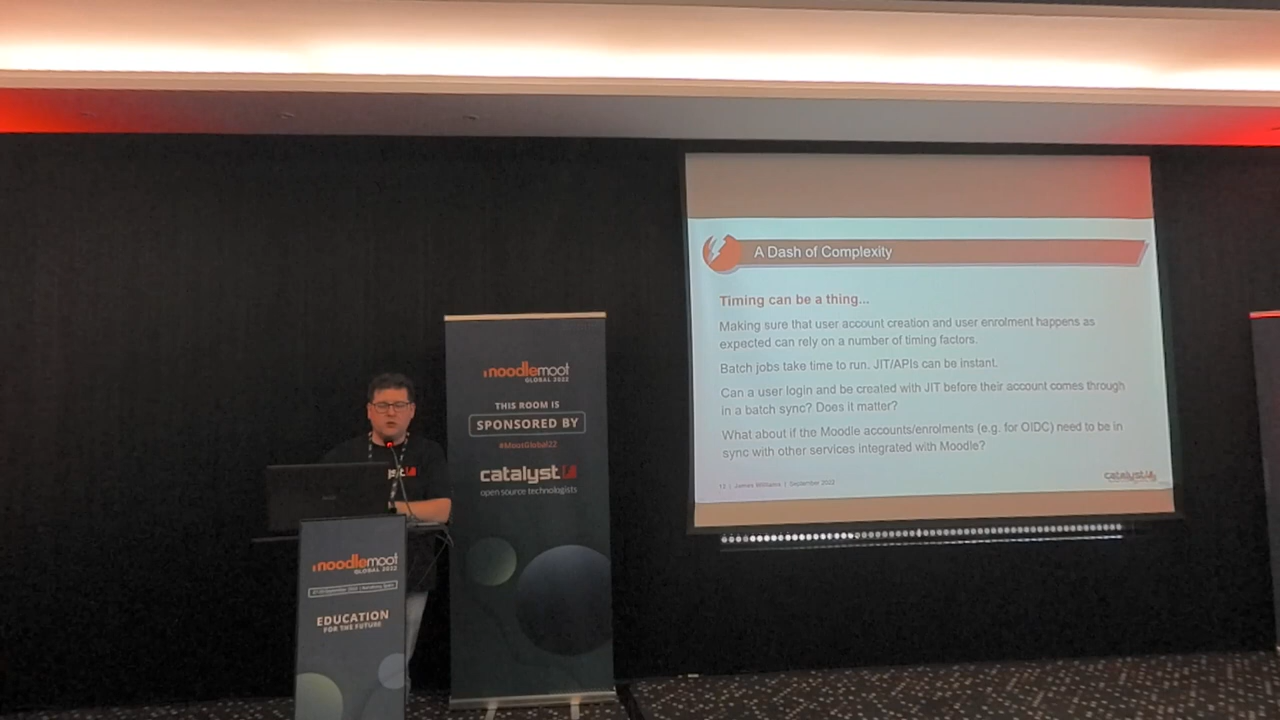 A Dash of Complexity
Timing can be a thing...
Making sure that user account creation and user enrolment happens as
expected can rely on a number of timing factors.
Batch jobs take time to run. JIT/APIs can be instant.
Can a user login and be created with JIT before their account comes through
in a batch sync? Does it matter?
What about if the Moodle accounts/enrolments (e.g. for OIDC) need to be in
sync with other services integrated with Moodle?
| James Williams | September 2022
catalyst
moodlemoot
GLOBAL 2022
THIS ROOM IS
SPONSORED BY
#MootGlobal22
catalyst
open source technologists
moodlemoot
GLOBAL 2022
EDUCATION
FOR THE FUTURE